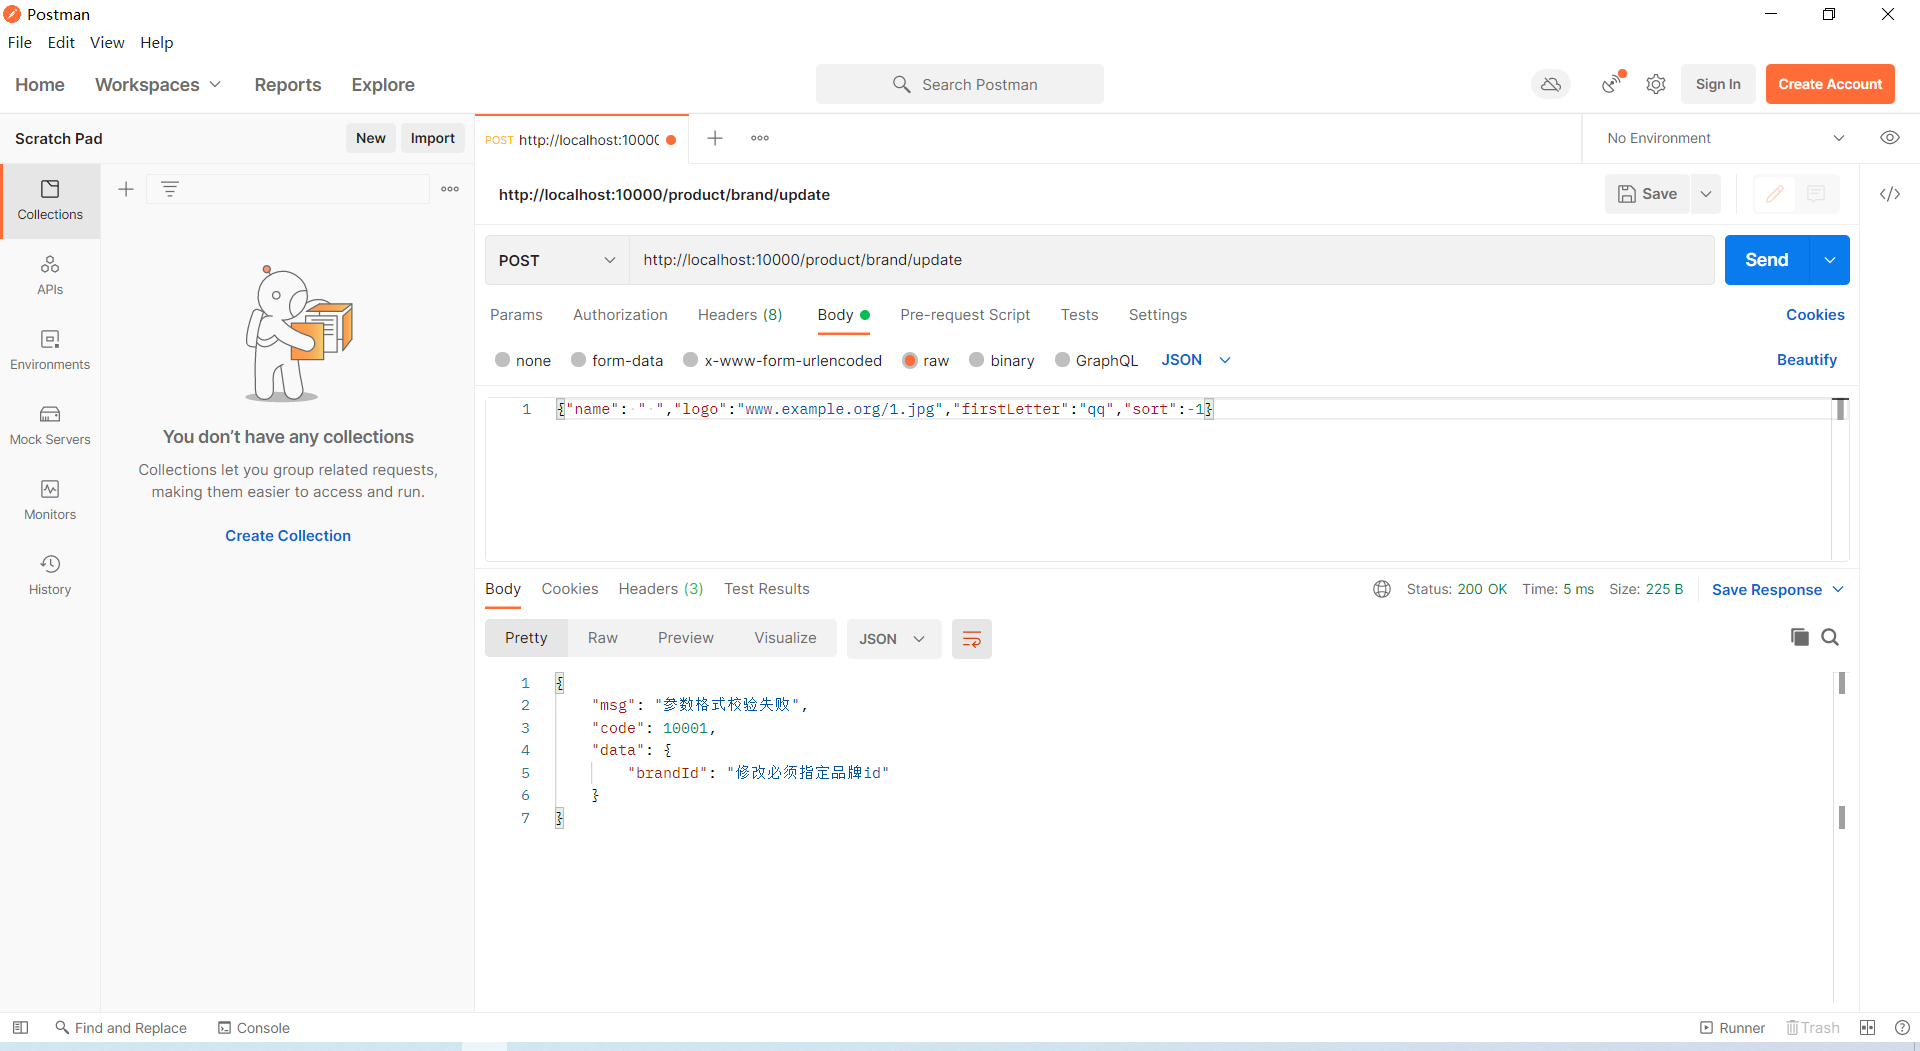 Postman
File Edit View Help
Home Workspaces Reports Explore
Search Postman
Sign In
Create Account
Scratch Pad
New
Import
POST http://localhost:1000(
No Environment
Collections
APIs
Environments
Mock Servers
Monitors
History
You don’t have any collections
Collections let you group related requests,
making them easier to access and run.
Create Collection
http://localhost:10000/product/brand/update
Save
POST
http://localhost:10000/product/brand/update
Send
Params Authorization Headers (8) Body Pre-request Script Tests Settings
Cookies
none form-data x-www-form-urlencoded raw binary GraphQL JSON
Beautify
1 {"name": " ","logo":"www.example.org/1.jpg","firstLetter":"qq","sort":-1}
Body Cookies Headers (3) Test Results
Status: 200 OK Time: 5 ms Size: 225 B
Save Response
Pretty Raw Preview Visualize JSON
1 {
2 "msg": "参数格式校验失败",
3 "code": 10001,
4 "data": {
5 "brandId": "修改必须指定品牌id"
6 }
7 }
Find and Replace Console
Runner Trash